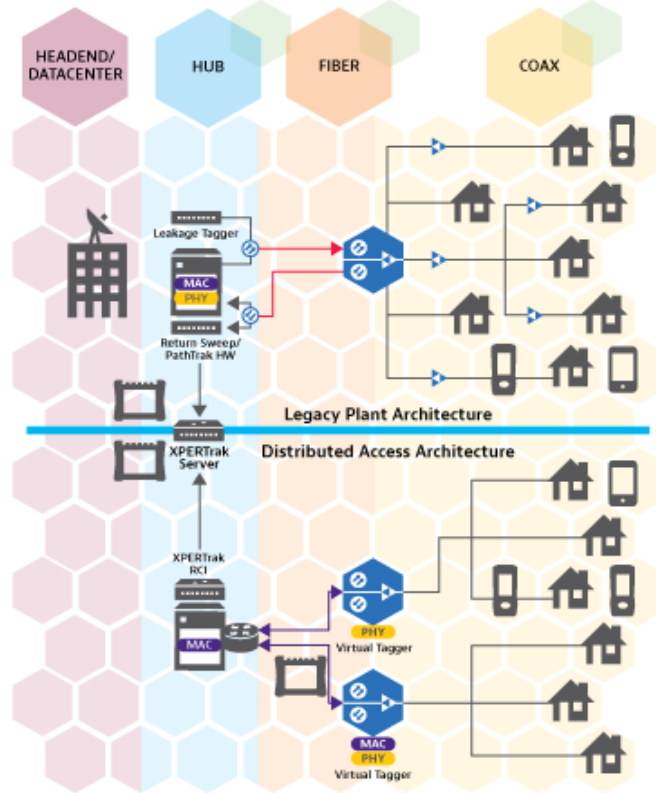 HEADEND/
DATACENTER
HUB
FIBER
COAX
Leakage Tagger
MAC
PHY
Return Sweep/
PathTrak HW
Legacy Plant Architecture
XPERTrak
Server
Distributed Access Architecture
XPERTrak
RCI
MAC
PHY
Virtual Tagger
MAC
PHY
Virtual Tagger